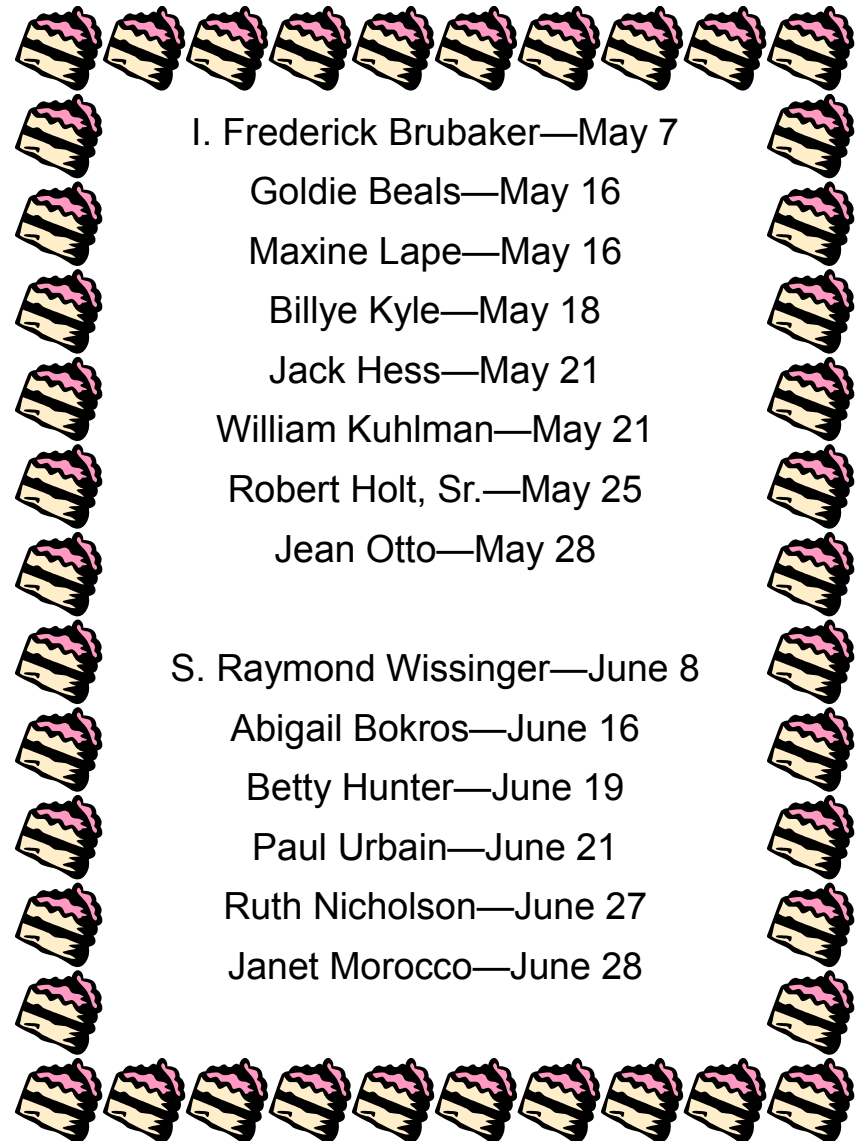 I. Frederick Brubaker—May 7
Goldie Beals—May 16
Maxine Lape—May 16
Billye Kyle—May 18
Jack Hess—May 21
William Kuhlman—May 21
Robert Holt, Sr.—May 25
Jean Otto—May 28
S. Raymond Wissinger—June 8
Abigail Bokros—June 16
Betty Hunter—June 19
Paul Urbain—June 21
Ruth Nicholson—June 27
Janet Morocco—June 28